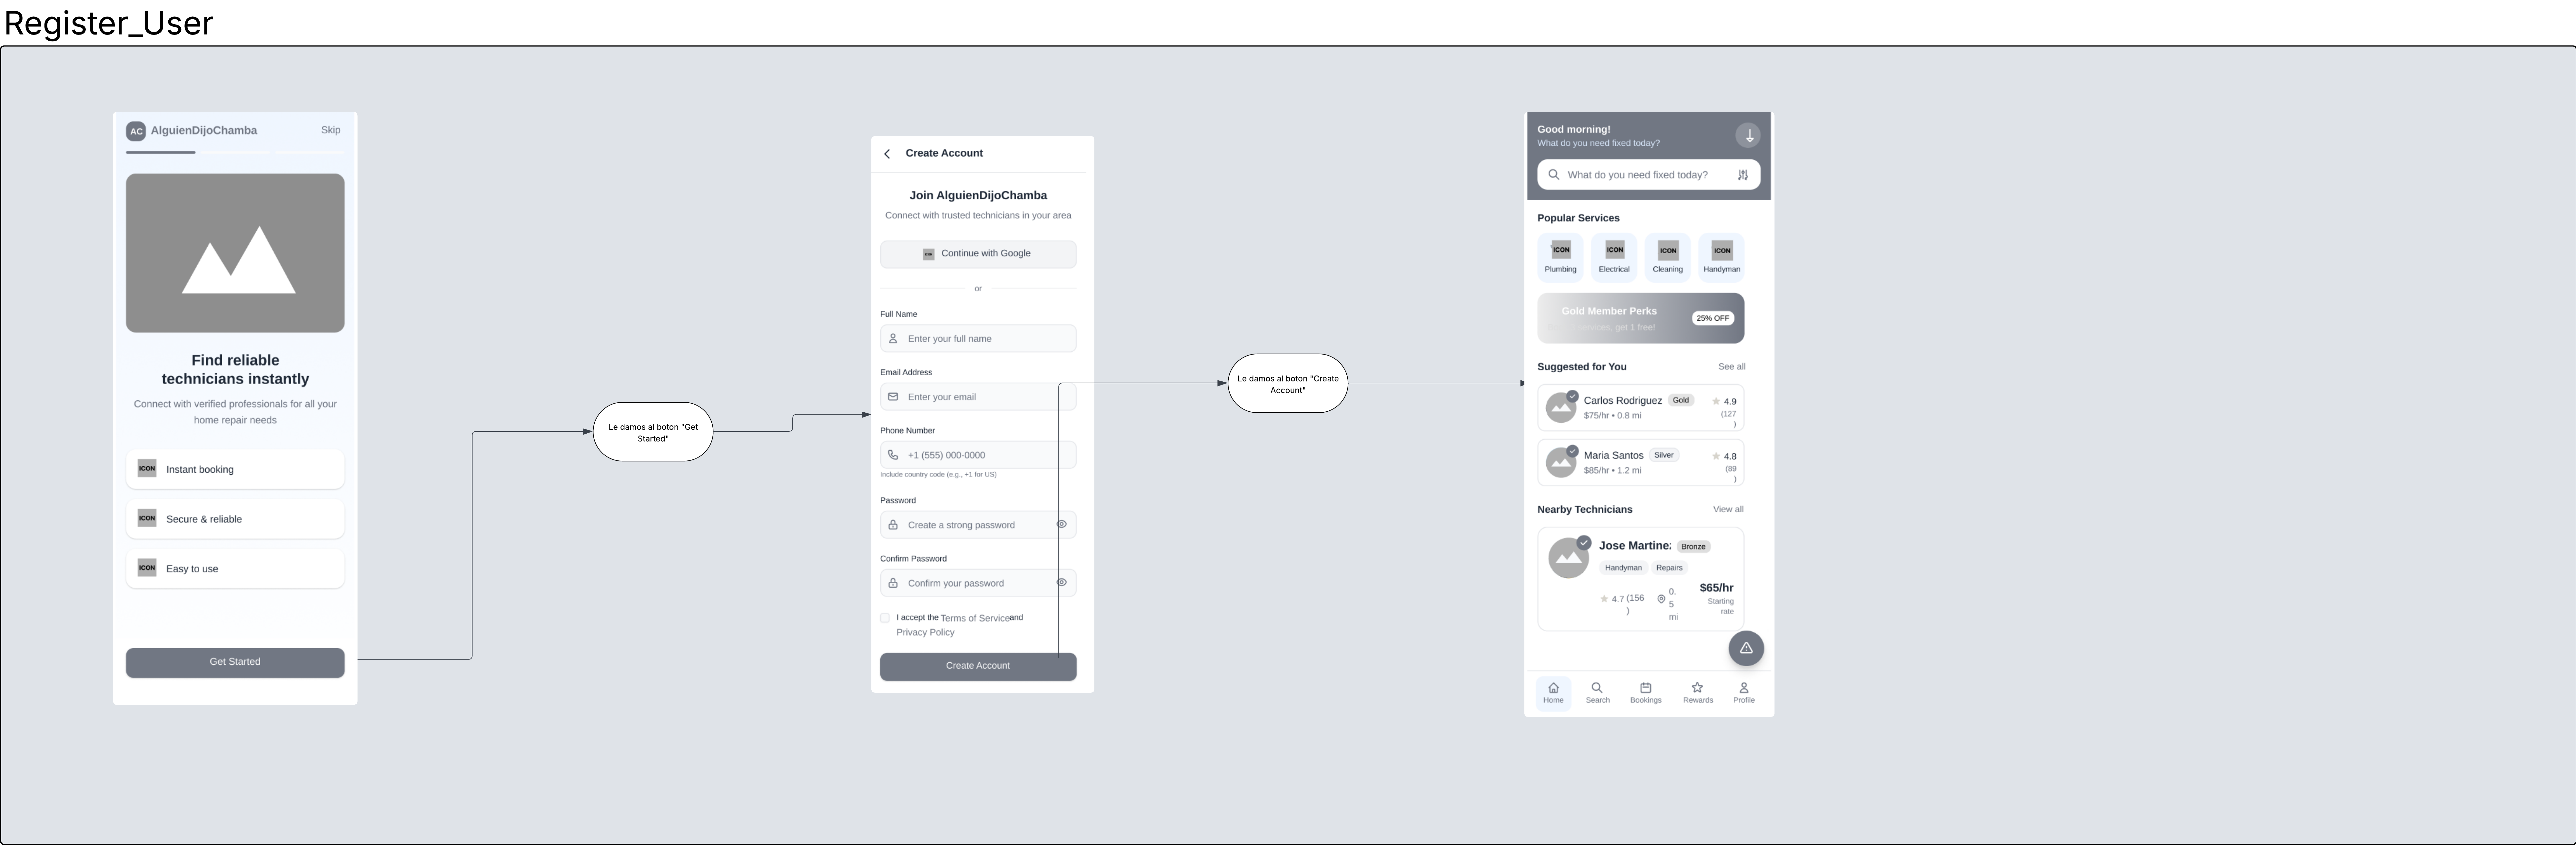 Register_User
AC AlguienDijoChamba Skip
Find reliable
technicians instantly
Connect with verified professionals for all your
home repair needs
ICON Instant booking
ICON Secure & reliable
ICON Easy to use
Get Started
Le damos al boton "Get
Started"
Create Account
Join AlguienDijoChamba
Connect with trusted technicians in your area
ICON Continue with Google
or
Full Name
Enter your full name
Email Address
Enter your email
Phone Number
+1 (555) 000-0000
Include country code (e.g., +1 for US)
Password
Create a strong password
Confirm Password
Confirm your password
I accept the Terms of Serviceand
Privacy Policy
Create Account
Le damos al boton "Create
Account"
Good morning!
What do you need fixed today?
What do you need fixed today?
Popular Services
ICON ICON ICON ICON
Plumbing Electrical Cleaning Handyman
Gold Member Perks
get 1 free!
25% OFF
Suggested for You See all
Carlos Rodriguez Gold 4.9
$75/hr • 0.8 mi (127
)
Maria Santos Silver 4.8
$85/hr • 1.2 mi (89
)
Nearby Technicians View all
Jose Martinez Bronze
Handyman Repairs
$65/hr
Starting
rate
4.7 (156
)
0.
5
mi
Home Search Bookings Rewards Profile